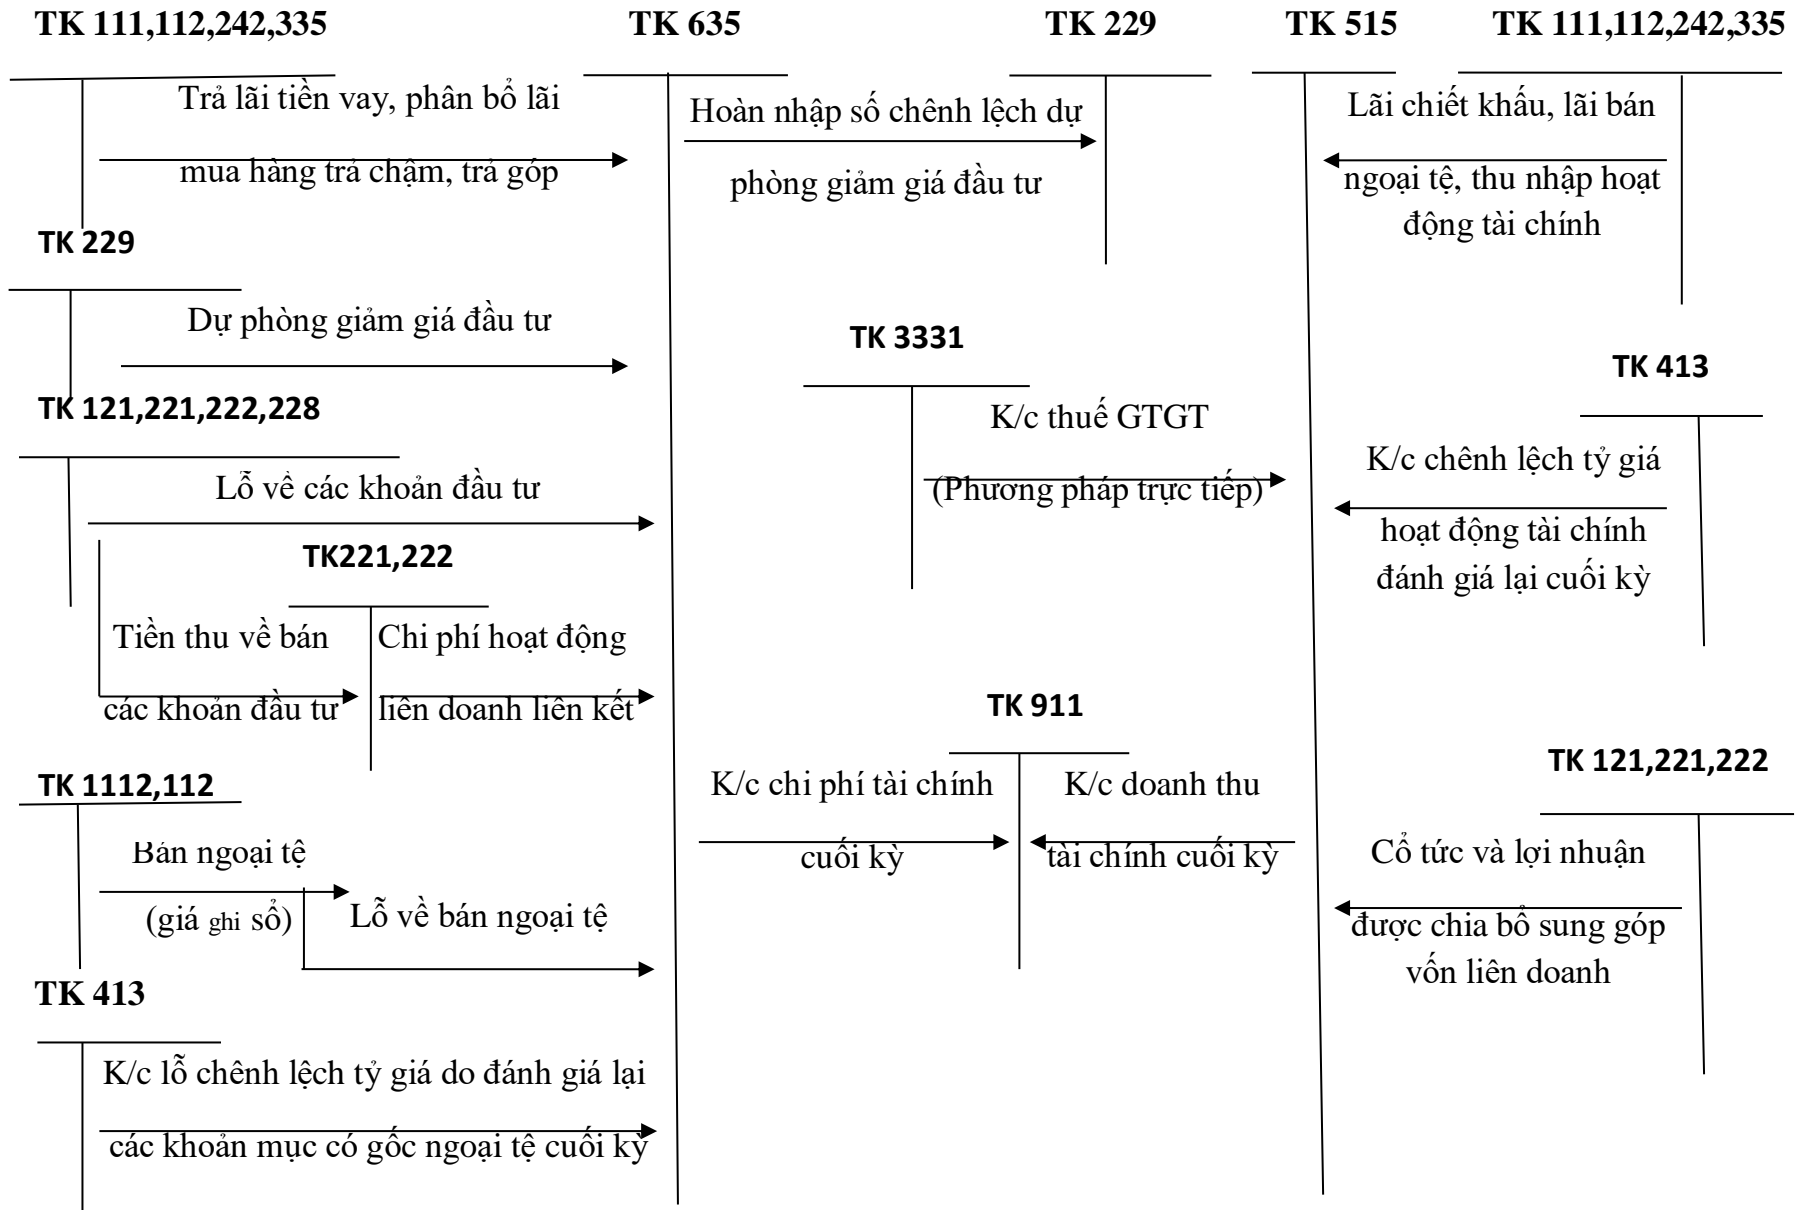 TK 111,112,242,335
TK 635
TK 229
TK 515
TK 111,112,242,335
Trả lãi tiền vay, phân bổ lãi
mua hàng trả chậm, trả góp
Hoàn nhập số chênh lệch dự
phòng giảm giá đầu tư
Lãi chiết khấu, lãi bán
ngoại tệ, thu nhập hoạt
động tài chính
TK 229
Dự phòng giảm giá đầu tư
TK 3331
K/c thuế GTGT
(Phương pháp trực tiếp)
TK 413
K/c chênh lệch tỷ giá
hoạt động tài chính
đánh giá lại cuối kỳ
TK 121,221,222,228
Lỗ về các khoản đầu tư
TK221,222
Tiền thu về bán
các khoản đầu tư
Chi phí hoạt động
liên doanh liên kết
TK 911
K/c chi phí tài chính
cuối kỳ
K/c doanh thu
tài chính cuối kỳ
TK 121,221,222
Cổ tức và lợi nhuận
được chia bổ sung góp
vốn liên doanh
TK 1112,112
Bán ngoại tệ
(giá ghi sổ)
Lỗ về bán ngoại tệ
TK 413
K/c lỗ chênh lệch tỷ giá do đánh giá lại
các khoản mục có gốc ngoại tệ cuối kỳ